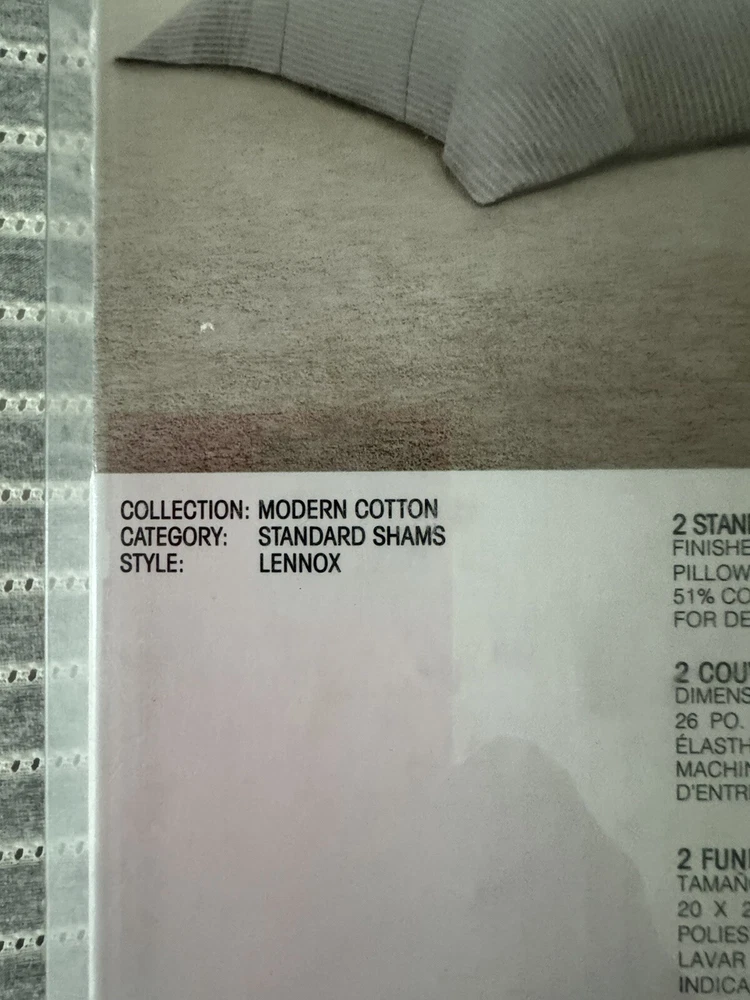 COLLECTION: MODERN COTTON
CATEGORY: STANDARD SHAMS
STYLE: LENNOX
2 STAN
FINISHE
PILLOW
51% CO
FOR DE
2 COU
DIMENS
26 PO.
ÉLASTH
MACHIN
D'ENTR
2 FUN
TAMAÑ
20 X 2
POLIES
LAVAR
INDICA